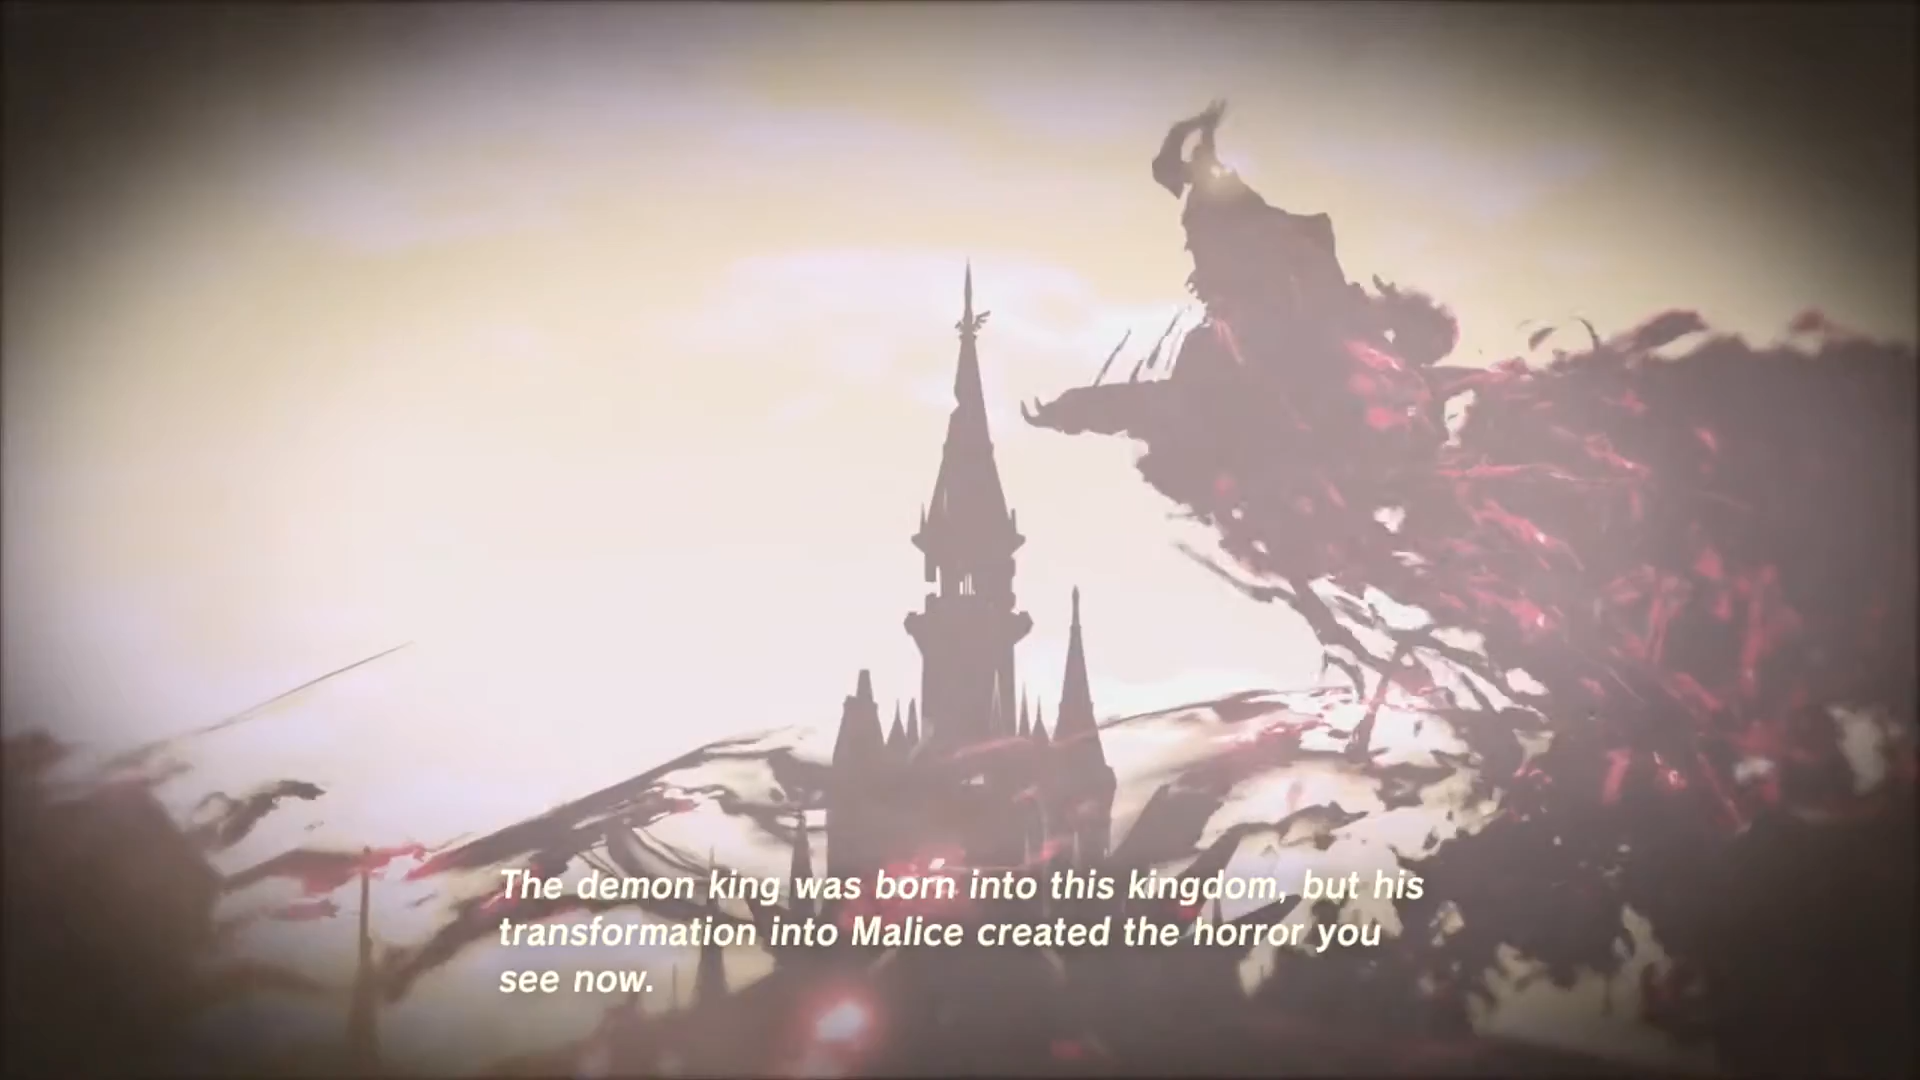 The demon king was born into this kingdom, but his
transformation into Malice created the horror you
see now.